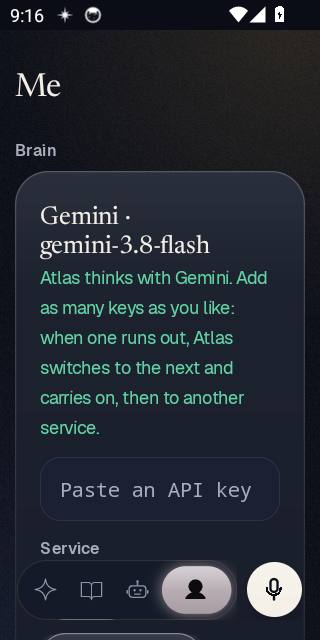 9:16
Me
Brain
Gemini ·
gemini-3.8-flash
Atlas thinks with Gemini. Add
as many keys as you like:
when one runs out, Atlas
switches to the next and
carries on, then to another
service.
Paste an API key
Service